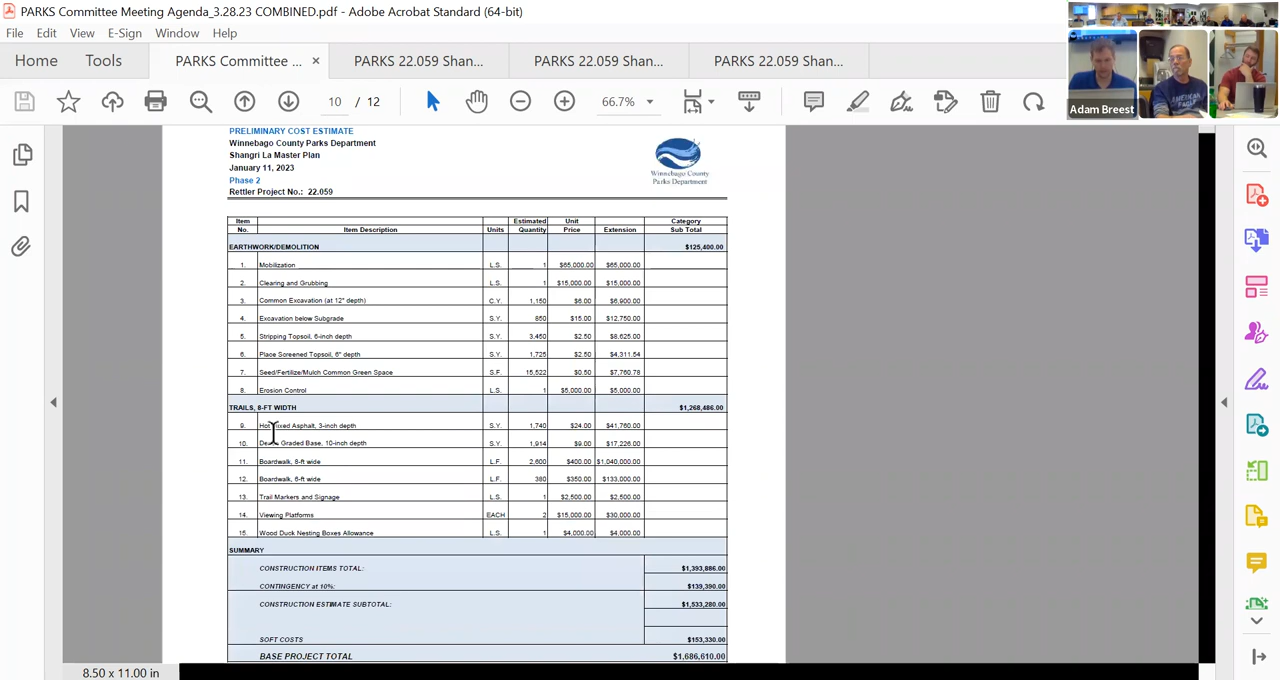 PARKS Committee Meeting Agenda_3.28.23 COMBINED.pdf - Adobe Acrobat Standard (64-bit)
File Edit View E-Sign Window Help
Home Tools PARKS Committee ... × PARKS 22.059 Shan... PARKS 22.059 Shan... PARKS 22.059 Shan...
10 / 12 66.7%
Adam Breest
PRELIMINARY COST ESTIMATE
Winnebago County Parks Department
Shangri La Master Plan
January 11, 2023
Phase 2
Rettler Project No.: 22.059
Winnebago County
Parks Department
Item No. Item Description Units Estimated Quantity Unit Price Extension Category Sub Total
EARTHWORK/DEMOLITION $125,400.00
1. Mobilization L.S. 1 $65,000.00 $65,000.00
2. Clearing and Grubbing L.S. 1 $15,000.00 $15,000.00
3. Common Excavation (at 12" depth) C.Y. 1,150 $6.00 $6,900.00
4. Excavation below Subgrade S.Y. 850 $15.00 $12,750.00
5. Stripping Topsoil, 6-inch depth S.Y. 3,450 $2.50 $8,625.00
6. Place Screened Topsoil, 6" depth S.Y. 1,725 $2.50 $4,311.54
7. Seed/Fertilize/Mulch Common Green Space S.F. 15,522 $0.50 $7,760.78
8. Erosion Control L.S. 1 $5,000.00 $5,000.00
TRAILS, 8-FT WIDTH $1,268,486.00
9. Hot Mixed Asphalt, 3-inch depth S.Y. 1,740 $24.00 $41,760.00
10. Dense Graded Base, 10-inch depth S.Y. 1,914 $9.00 $17,226.00
11. Boardwalk, 8-ft wide L.F. 2,600 $400.00 $1,040,000.00
12. Boardwalk, 6-ft wide L.F. 380 $350.00 $133,000.00
13. Trail Markers and Signage L.S. 1 $2,500.00 $2,500.00
14. Viewing Platforms EACH 2 $15,000.00 $30,000.00
15. Wood Duck Nesting Boxes Allowance L.S. 1 $4,000.00 $4,000.00
SUMMARY
CONSTRUCTION ITEMS TOTAL: $1,393,886.00
CONTINGENCY at 10%: $139,390.00
CONSTRUCTION ESTIMATE SUBTOTAL: $1,533,280.00
SOFT COSTS $153,330.00
BASE PROJECT TOTAL $1,686,610.00
8.50 x 11.00 in